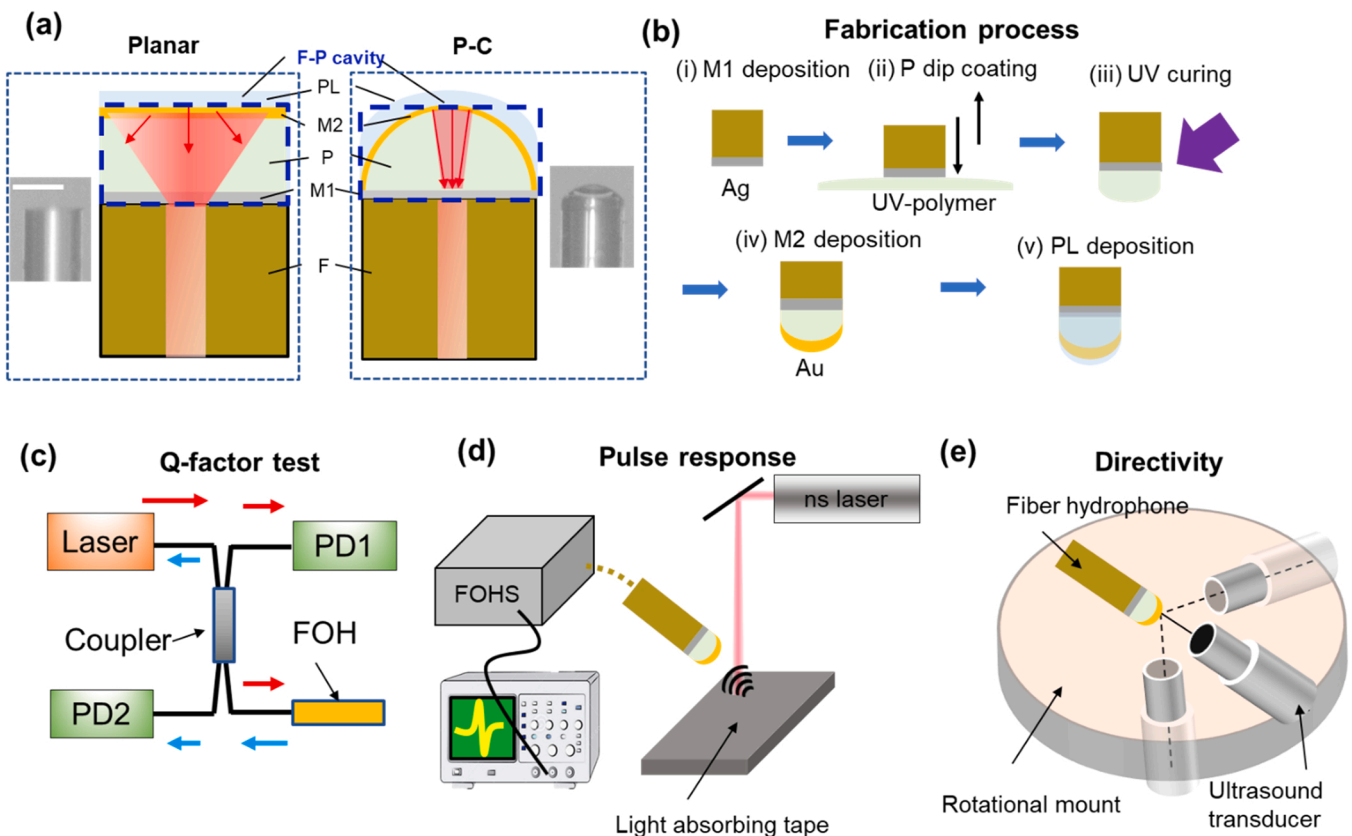 (a)
Planar
P-C
F-P cavity
PL
M2
P
M1
F
(b)
Fabrication process
(i) M1 deposition
(ii) P dip coating
(iii) UV curing
Ag
UV-polymer
(iv) M2 deposition
(v) PL deposition
Au
(c)
Q-factor test
Laser
PD1
Coupler
FOH
PD2
(d)
Pulse response
ns laser
FOHS
Light absorbing tape
(e)
Directivity
Fiber hydrophone
Rotational mount
Ultrasound
transducer